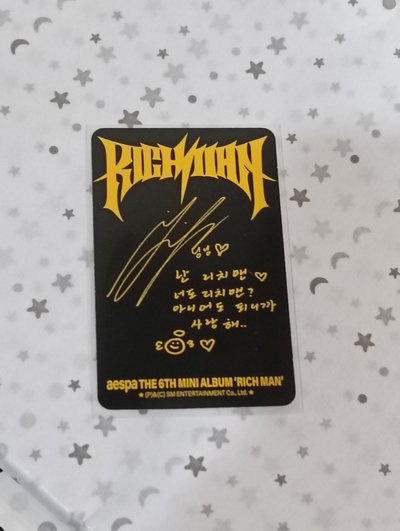 RICH MAN
닝닝 ♡
난 리치맨 ♡
너도 리치맨?
아니어도 되니까
사랑해..
aespa THE 6TH MINI ALBUM 'RICH MAN'
★ (P)&(C) SM ENTERTAINMENT Co., Ltd. ★